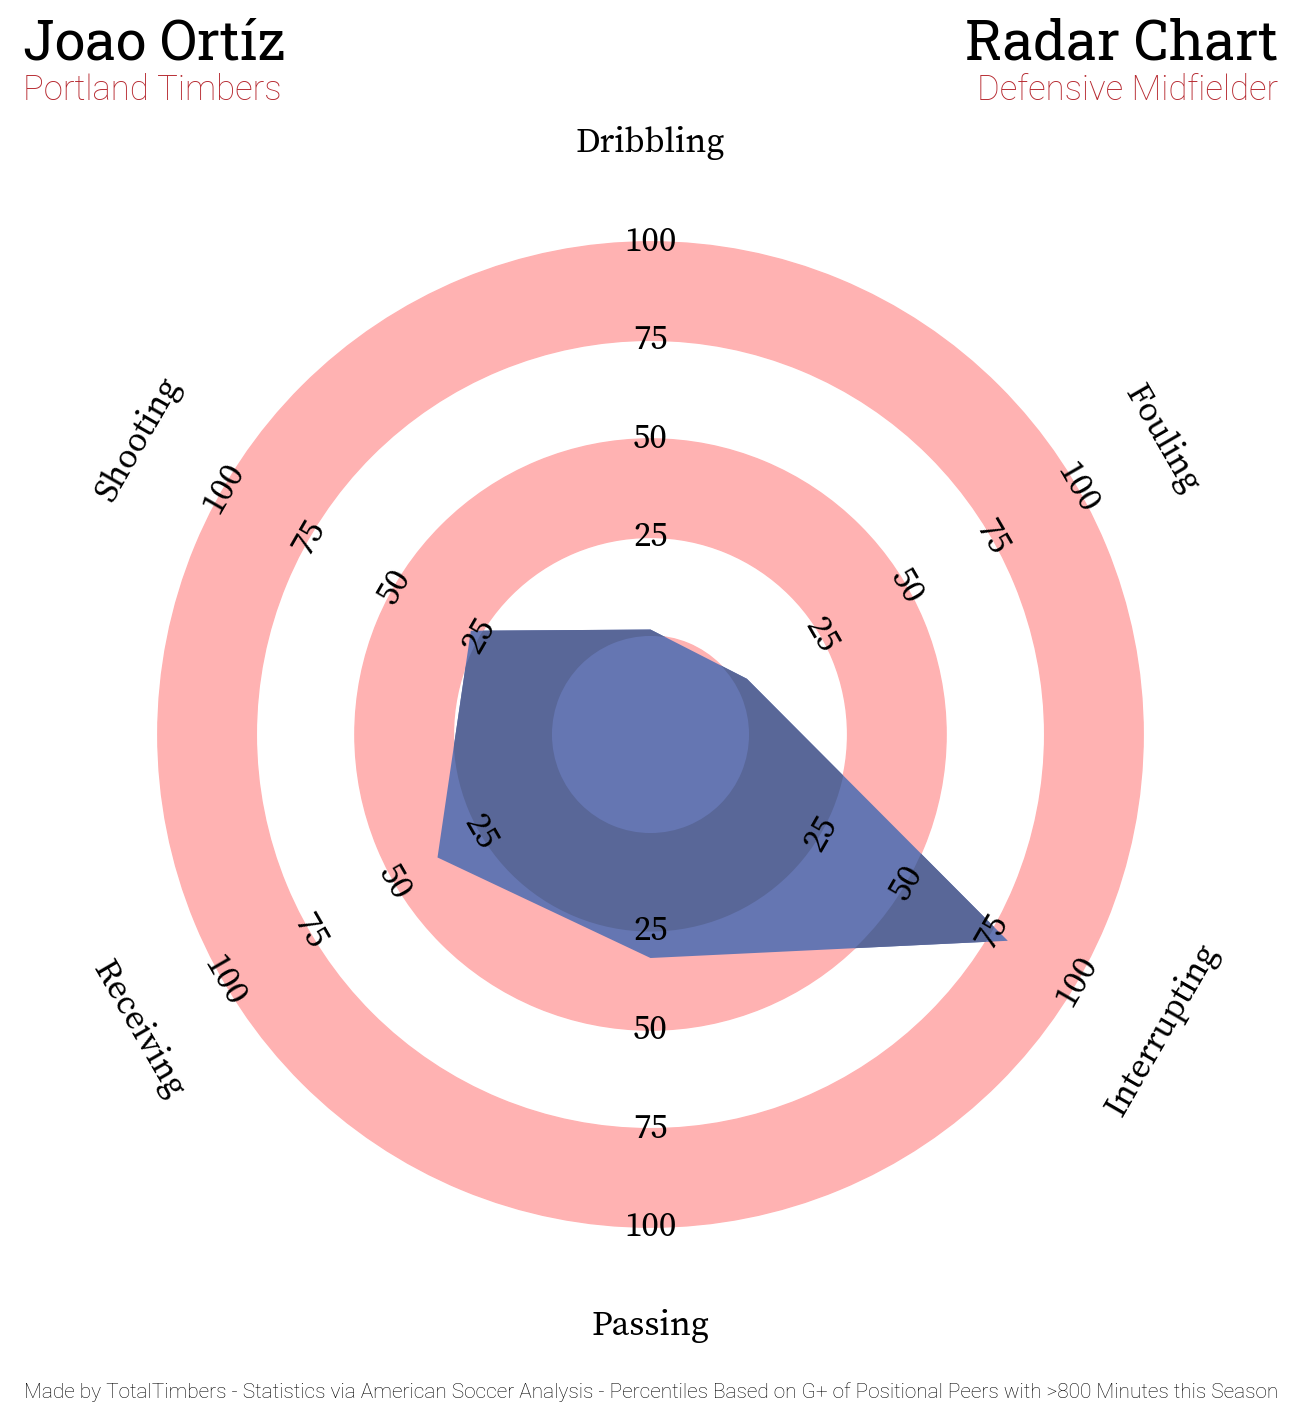 Joao Ortíz
Radar Chart
Portland Timbers
Defensive Midfielder
Dribbling
100
75
50
25
Fouling
100
75
50
25
Shooting
100
75
50
25
Receiving
25
50
75
100
Interrupting
25
50
75
100
25
50
75
100
Passing
Made by TotalTimbers - Statistics via American Soccer Analysis - Percentiles Based on G+ of Positional Peers with >800 Minutes this Season